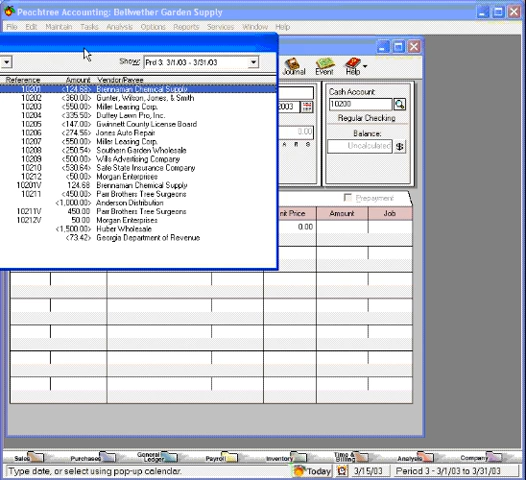 Peachtree Accounting: Bellwether Garden Supply
File Edit Maintain Tasks Analysis Options Reports Services Window Help
Show: Prd 3: 3/1/03 - 3/31/03
Journal Event Help
Reference Amount Vendor/Payee
10201 <124.68> Brennaman Chemical Supply
10202 <360.00> Gunter, Wilson, Jones, & Smith
10203 <550.00> Miller Leasing Corp.
10204 <335.50> Duffey Lawn Pro, Inc.
10205 <147.00> Gwinnett County License Board
10206 <274.56> Jones Auto Repair
10207 <550.00> Miller Leasing Corp.
10208 <250.54> Southern Garden Wholesale
10209 <500.00> Wills Advertising Company
10210 <530.64> Safe State Insurance Company
10212 <50.00> Morgan Enterprises
10201V 124.68 Brennaman Chemical Supply
10211 <450.00> Paw Brothers Tree Surgeons
<1,000.00> Anderson Distribution
10211V 450.00 Paw Brothers Tree Surgeons
10212V 50.00 Morgan Enterprises
<1,500.00> Huber Wholesale
<73.42> Georgia Department of Revenue
2003
0.00
A R S
Cash Account
10200
Regular Checking
Balance:
Uncalculated
Prepayment
nit Price Amount Job
0.00
Sales Purchases General Ledger Payroll Inventory Time & Billing Analysis Company
Type date, or select using pop-up calendar. Today 3/15/03 Period 3 - 3/1/03 to 3/31/03